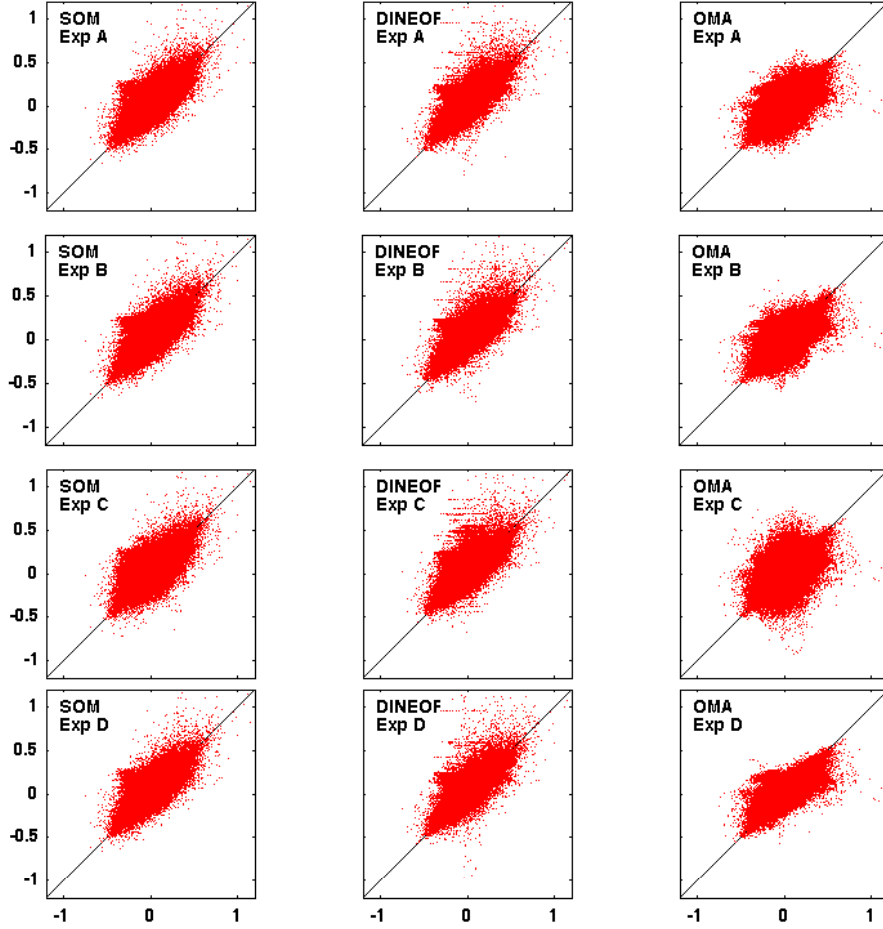 SOM
Exp A
DINEOF
Exp A
OMA
Exp A
1
0.5
0
-0.5
-1
SOM
Exp B
DINEOF
Exp B
OMA
Exp B
1
0.5
0
-0.5
-1
SOM
Exp C
DINEOF
Exp C
OMA
Exp C
1
0.5
0
-0.5
-1
SOM
Exp D
DINEOF
Exp D
OMA
Exp D
1
0.5
0
-0.5
-1
-1 0 1
-1 0 1
-1 0 1